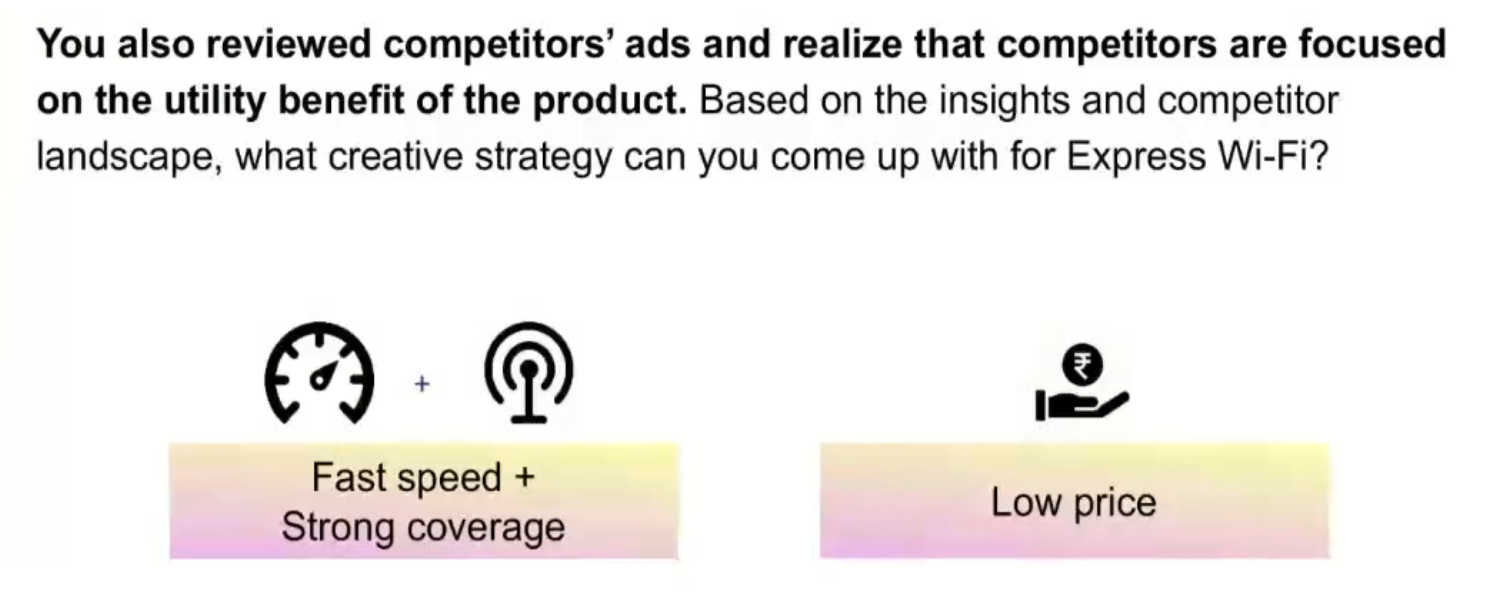 You also reviewed competitors’ ads and realize that competitors are focused
on the utility benefit of the product. Based on the insights and competitor
landscape, what creative strategy can you come up with for Express Wi-Fi?
+
₹
Fast speed +
Strong coverage
Low price